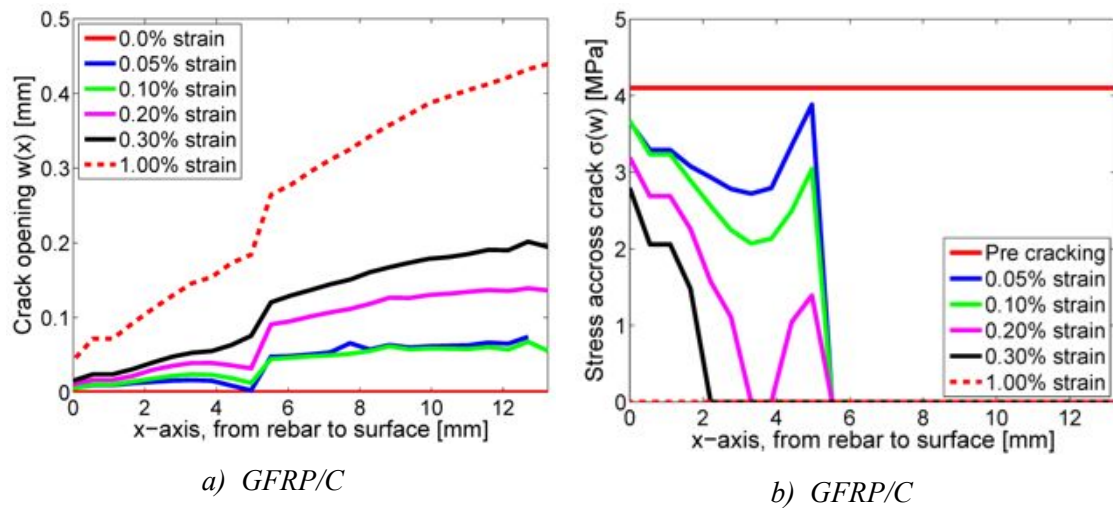 Crack opening w(x) [mm]
0.5
0.4
0.3
0.2
0.1
0
0.0% strain
0.05% strain
0.10% strain
0.20% strain
0.30% strain
1.00% strain
0 2 4 6 8 10 12
x-axis, from rebar to surface [mm]
a) GFRP/C
Stress accross crack σ(w) [MPa]
5
4
3
2
1
0
Pre cracking
0.05% strain
0.10% strain
0.20% strain
0.30% strain
1.00% strain
0 2 4 6 8 10 12
x-axis, from rebar to surface [mm]
b) GFRP/C